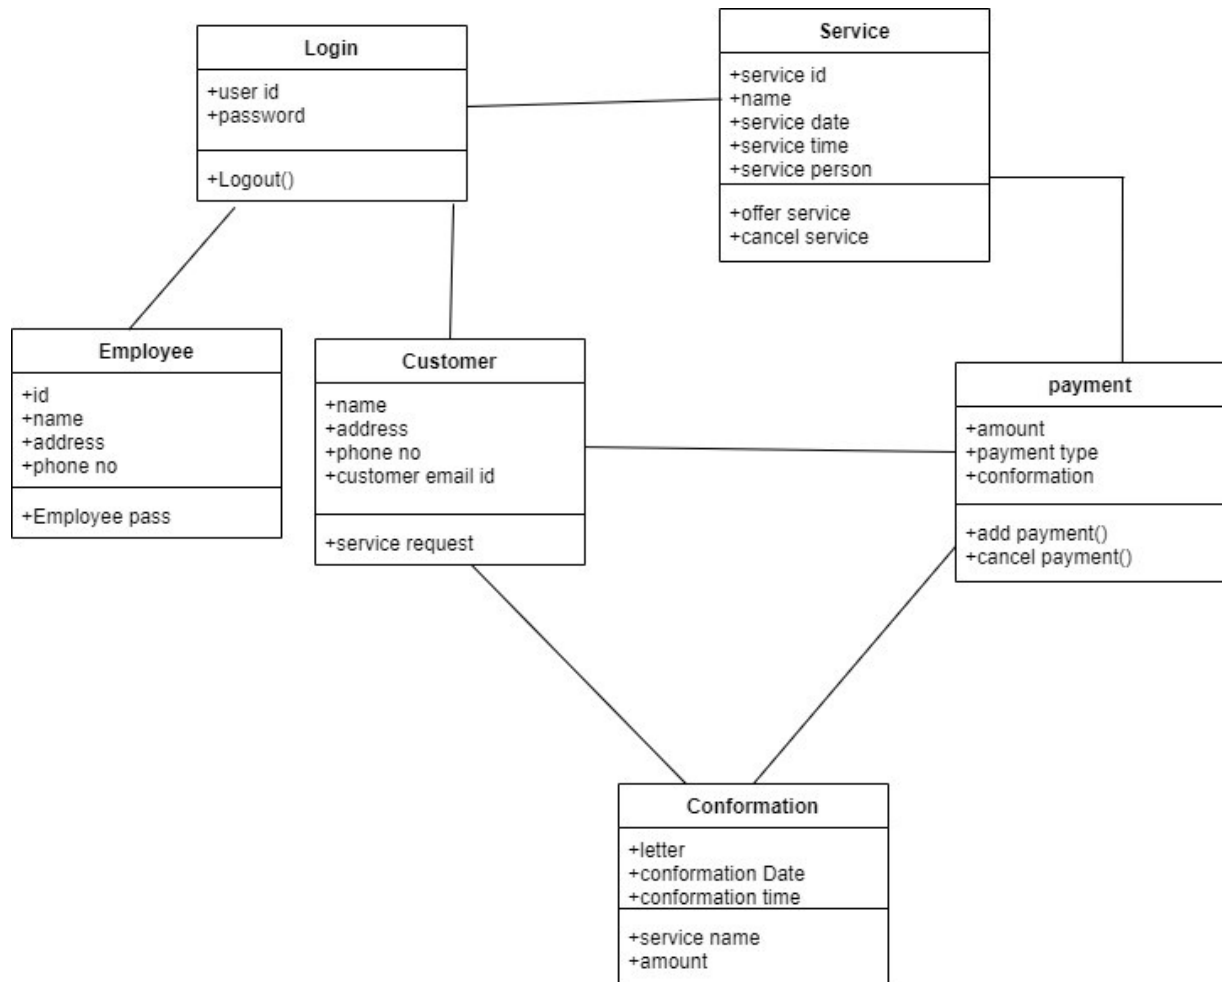 Login
+user id
+password
+Logout()
Service
+service id
+name
+service date
+service time
+service person
+offer service
+cancel service
Employee
+id
+name
+address
+phone no
+Employee pass
Customer
+name
+address
+phone no
+customer email id
+service request
payment
+amount
+payment type
+conformation
+add payment()
+cancel payment()
Conformation
+letter
+conformation Date
+conformation time
+service name
+amount